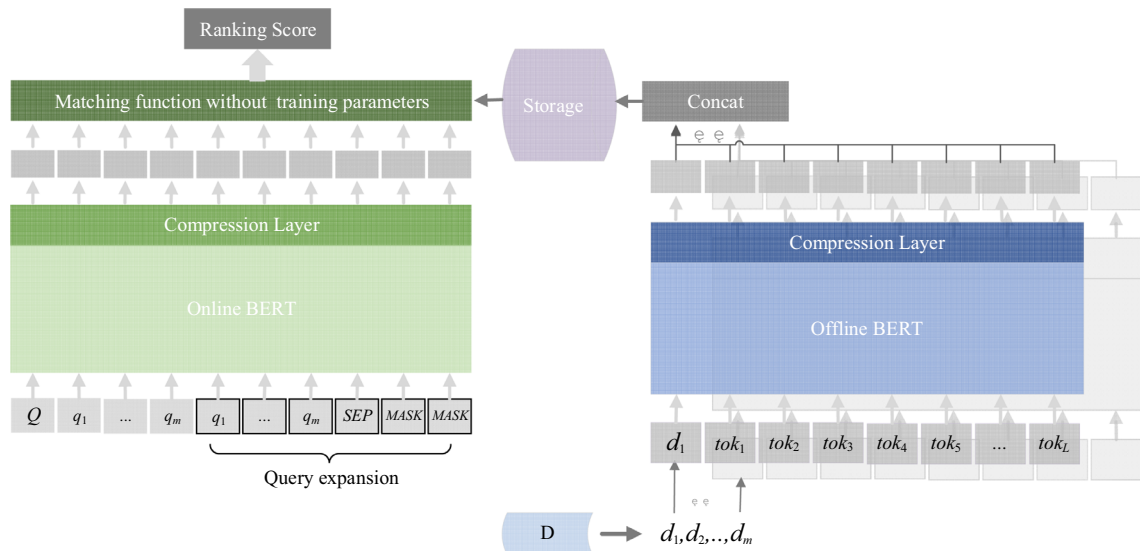 Ranking Score
Matching function without training parameters
Storage
Concat
ę ę
Compression Layer
Online BERT
Compression Layer
Offline BERT
Q q1 ... qm q1 ... qm SEP MASK MASK
Query expansion
d1 tok1 tok2 tok3 tok4 tok5 ... tokL
ę ę
D
d1,d2,..,dm